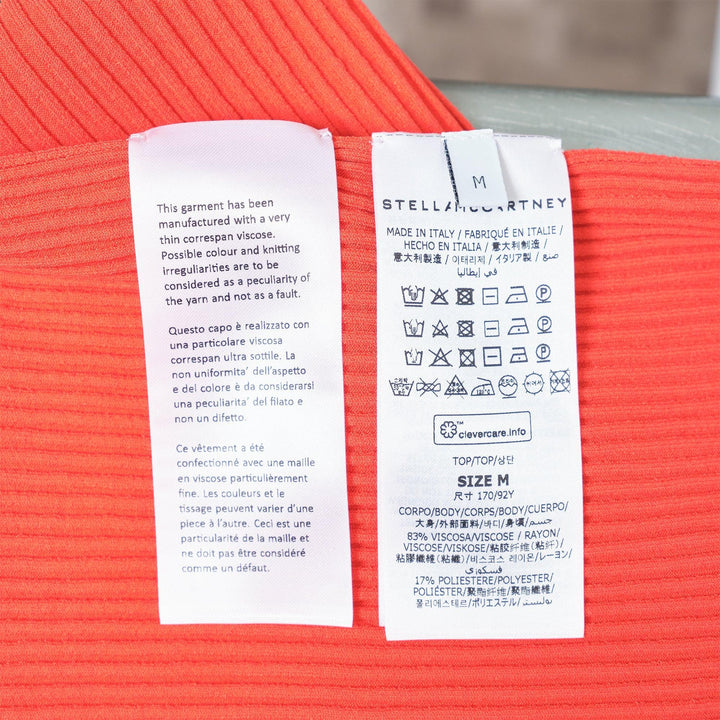 This garment has been
manufactured with a very
thin correspan viscose.
Possible colour and knitting
irregularities are to be
considered as a peculiarity of
the yarn and not as a fault.
Questo capo è realizzato con
una particolare viscosa
correspan ultra sottile. La
non uniformita' dell'aspetto
e del colore è da considerarsi
una peculiarità del filato e
non un difetto.
Ce vêtement a été
confectionné avec une maille
en viscose particulièrement
fine. Les couleurs et le
tissage peuvent varier d'une
pièce à l'autre. Ceci est une
particularité de la maille et
ne doit pas être considéré
comme un défaut.
M
STELLA McCARTNEY
MADE IN ITALY / FABRIQUÉ EN ITALIE /
HECHO EN ITALIA / 意大利制造 /
意大利製造 / 이태리제 / イタリア製 / صنع
في إيطاليا
clevercare.info
TOP/TOP/상단
SIZE M
尺寸 170/92Y
CORPO/BODY/CORPS/BODY/CUERPO/
大身/外部面料/바디/身頃/جسم
83% VISCOSA/VISCOSE / RAYON/
VISCOSE/VISKOSE/粘胶纤维(粘纤)/
粘膠纖維(粘纖)/비스코스 레이온/レーヨン/
فسكوزي
17% POLIESTERE/POLYESTER/
POLIÉSTER/聚酯纤维/聚酯纖維/
폴리에스테르/ポリエステル/بوليستر